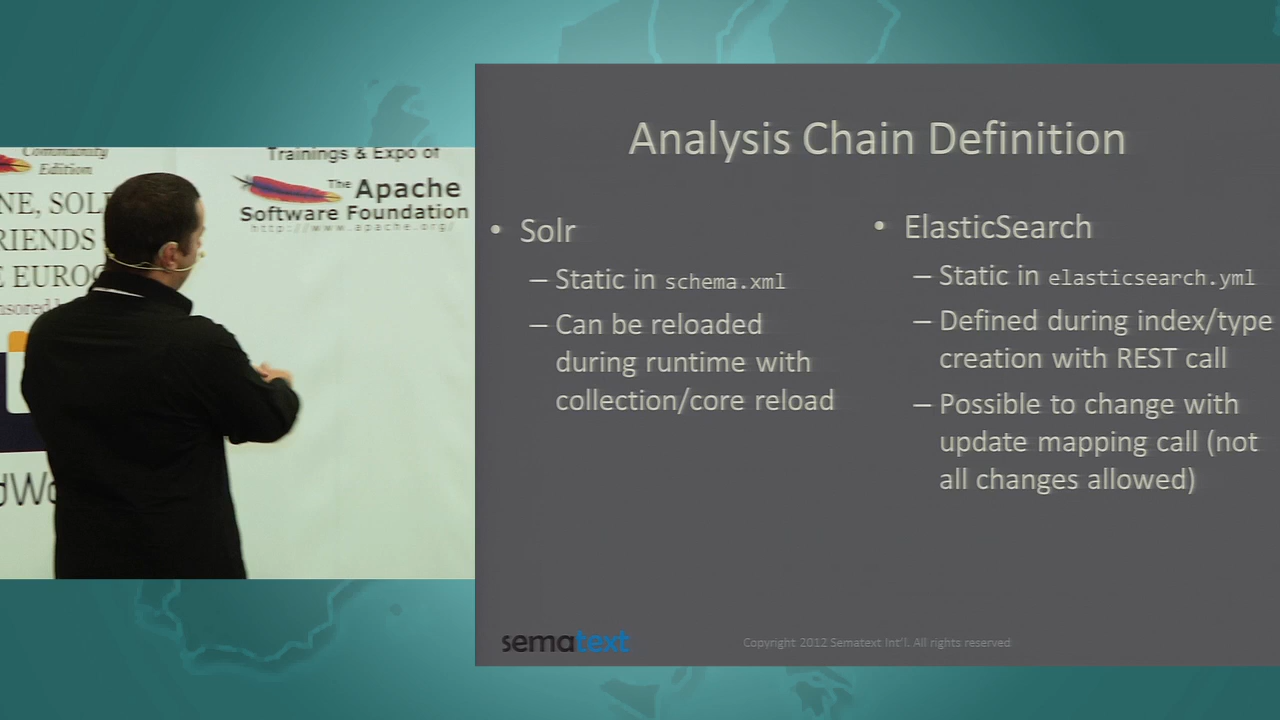 Community
Edition
NE, SOL
RIENDS
E EUROC
nsored
dWo
Trainings & Expo of
The Apache
Software Foundation
http://www.apache.org/
Analysis Chain Definition
• Solr
– Static in schema.xml
– Can be reloaded
during runtime with
collection/core reload
• ElasticSearch
– Static in elasticsearch.yml
– Defined during index/type
creation with REST call
– Possible to change with
update mapping call (not
all changes allowed)
sematext
Copyright 2012 Sematext Int'l. All rights reserved